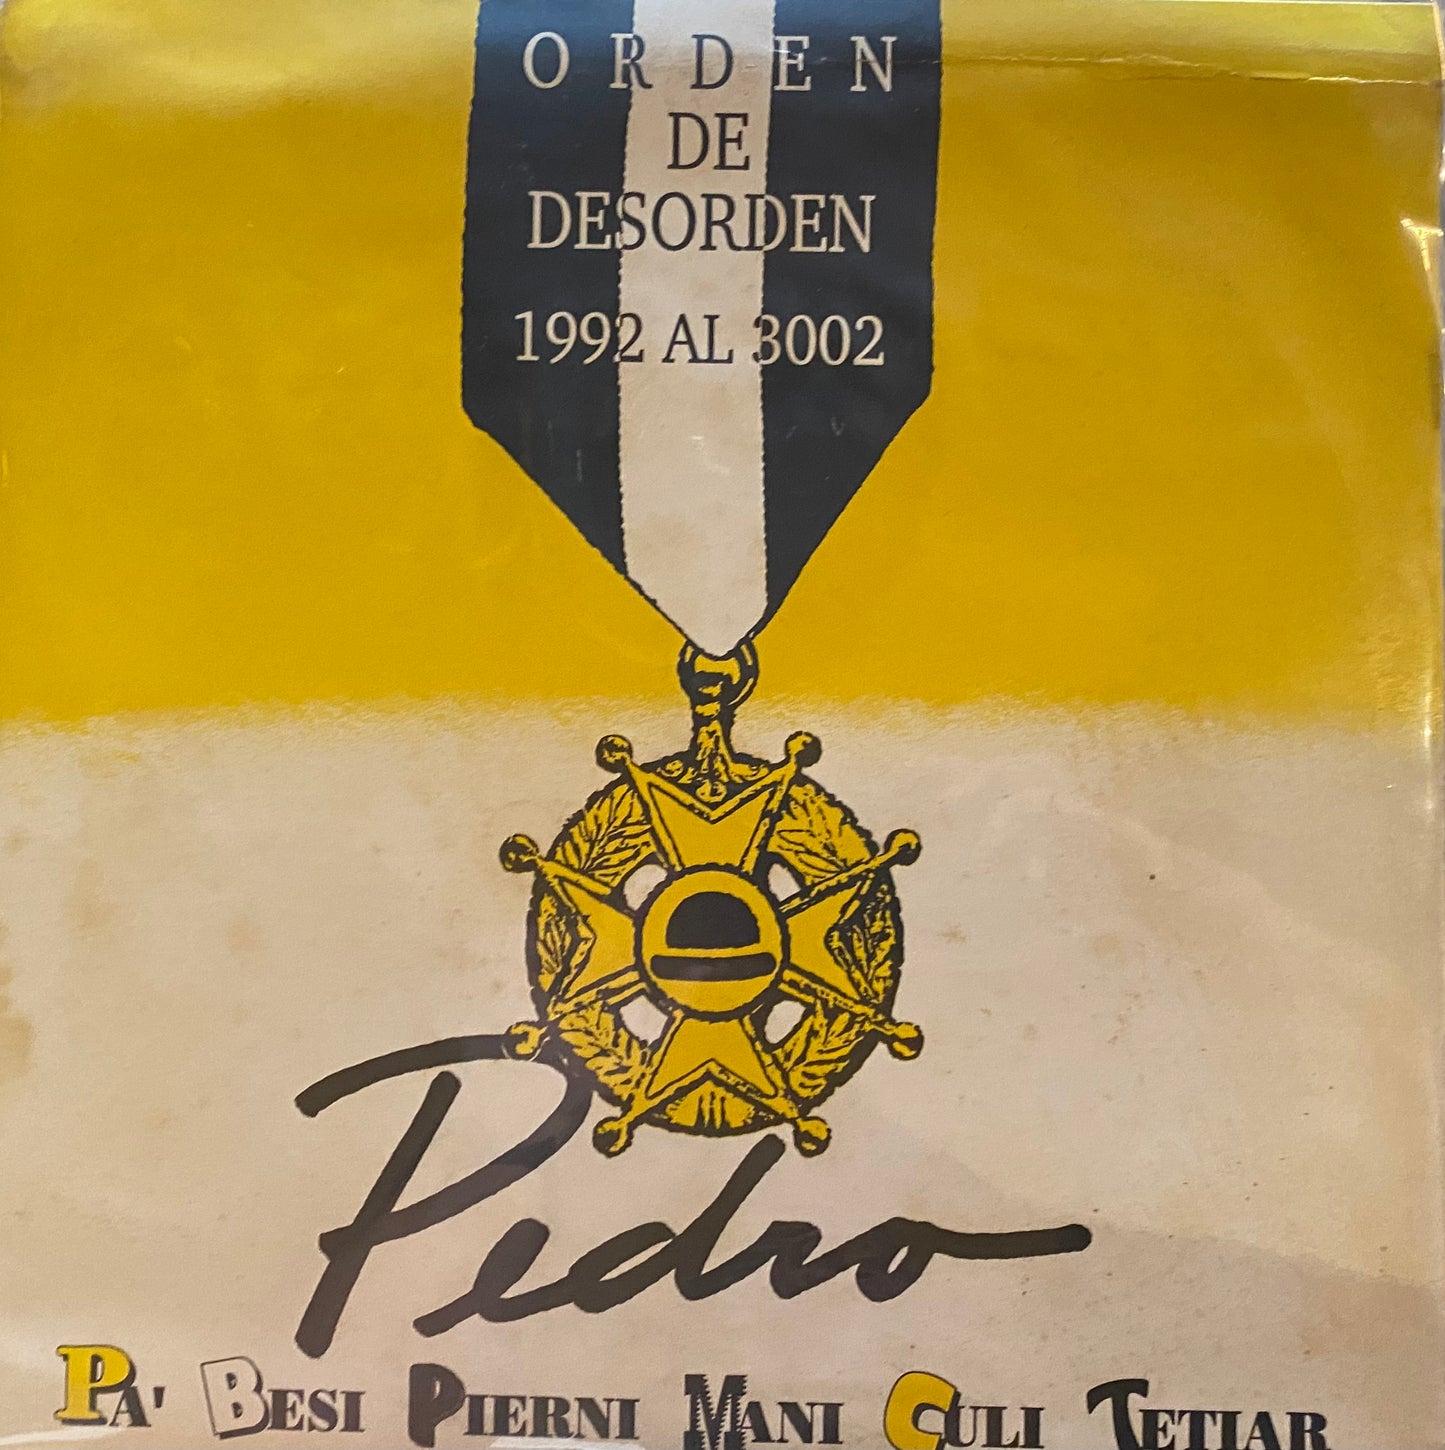 ORDEN
DE
DESORDEN
1992 AL 3002
Pedro
PA' BESI PIERNI MANI CULI TETIAR